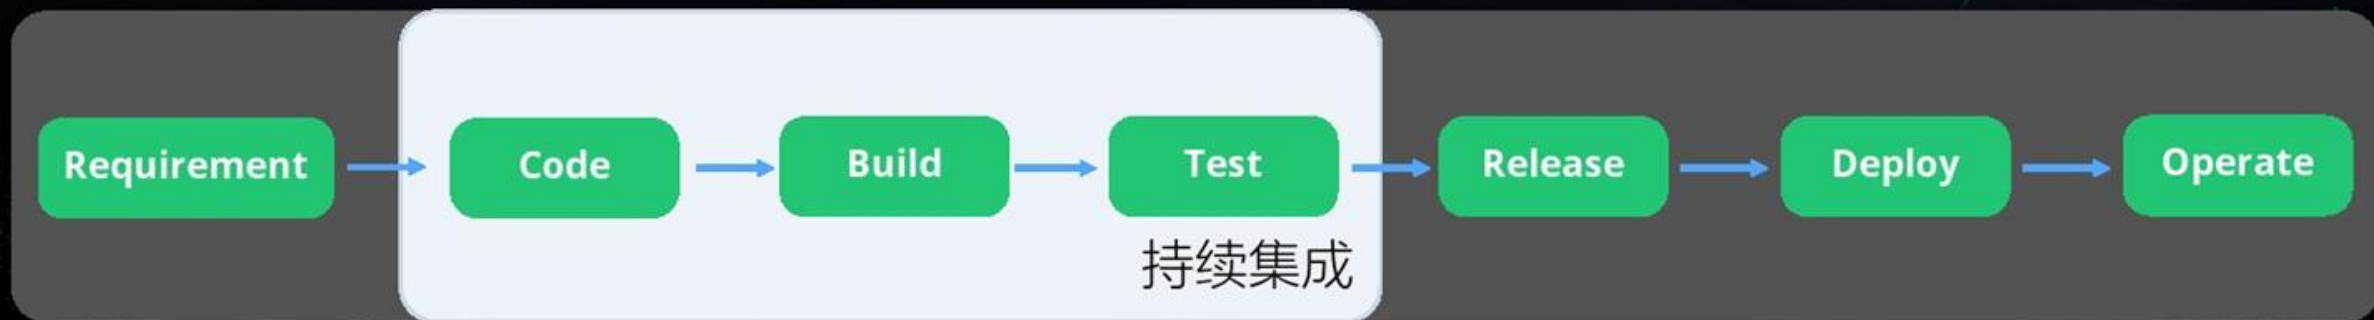 Requirement
Code
Build
Test
Release
Deploy
Operate
持续集成